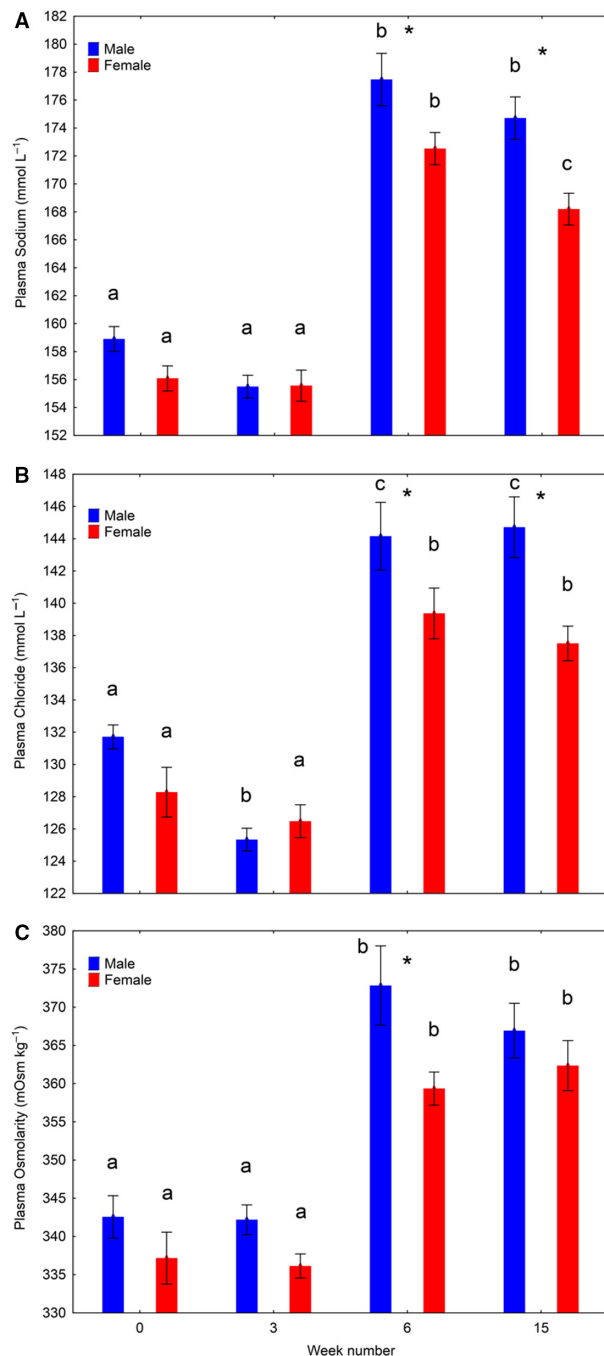 A
Plasma Sodium (mmol L⁻¹)
182
180
178
176
174
172
170
168
166
164
162
160
158
156
154
152
Male
Female
a
a
a
a
b
*
b
b
*
c
B
Plasma Chloride (mmol L⁻¹)
148
146
144
142
140
138
136
134
132
130
128
126
124
122
Male
Female
a
a
b
a
c
*
b
c
*
b
C
Plasma Osmolarity (mOsm kg⁻¹)
380
375
370
365
360
355
350
345
340
335
330
Male
Female
a
a
a
a
b
*
b
b
b
0
3
6
15
Week number